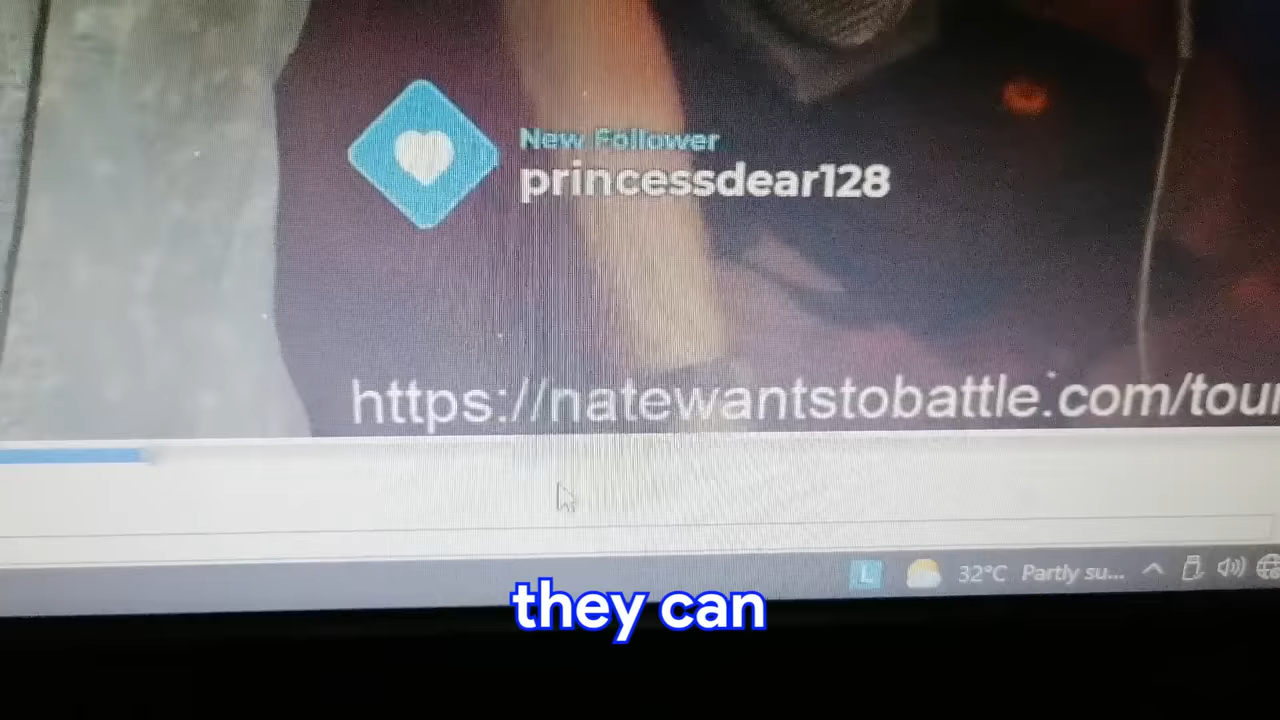 New Follower
princessdear128
https://natewantstobattle.com/tour
L 32°C Partly su...
they can